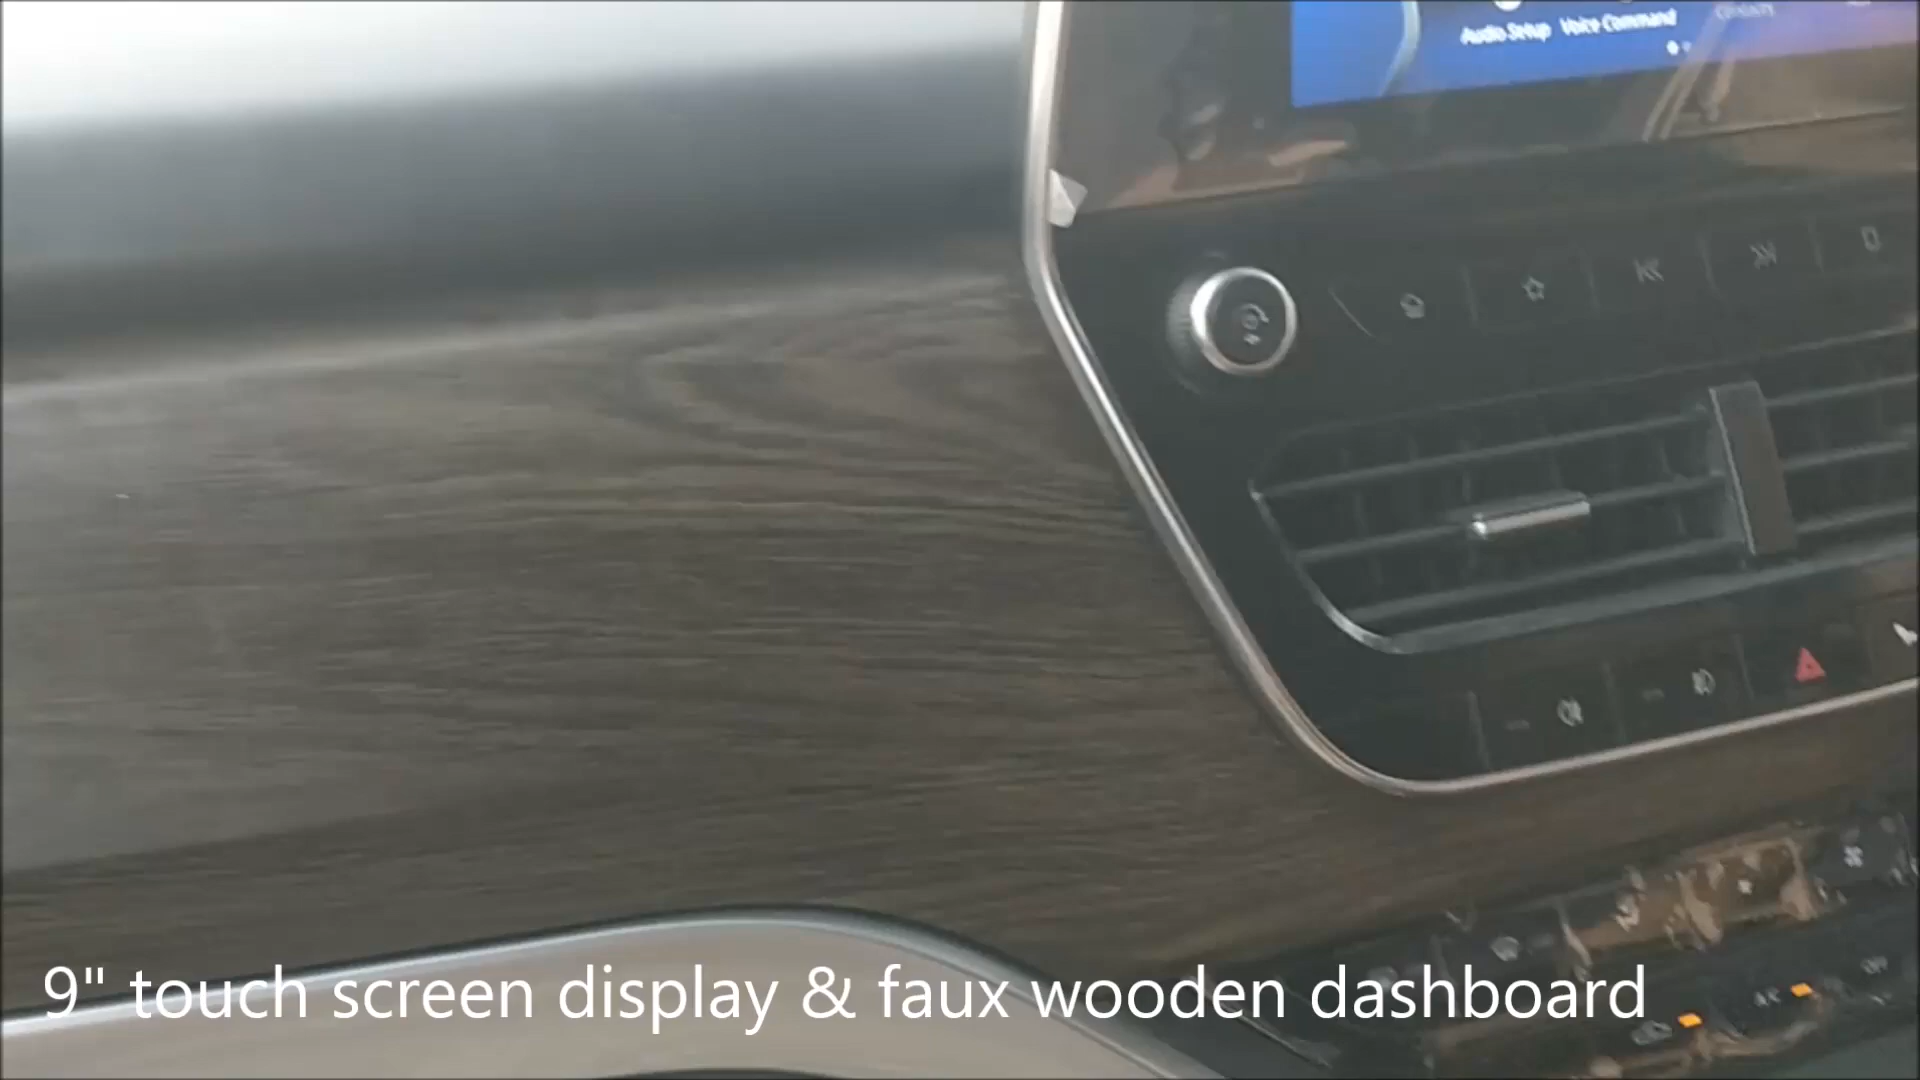 Audio Setup Voice Command
9" touch screen display & faux wooden dashboard